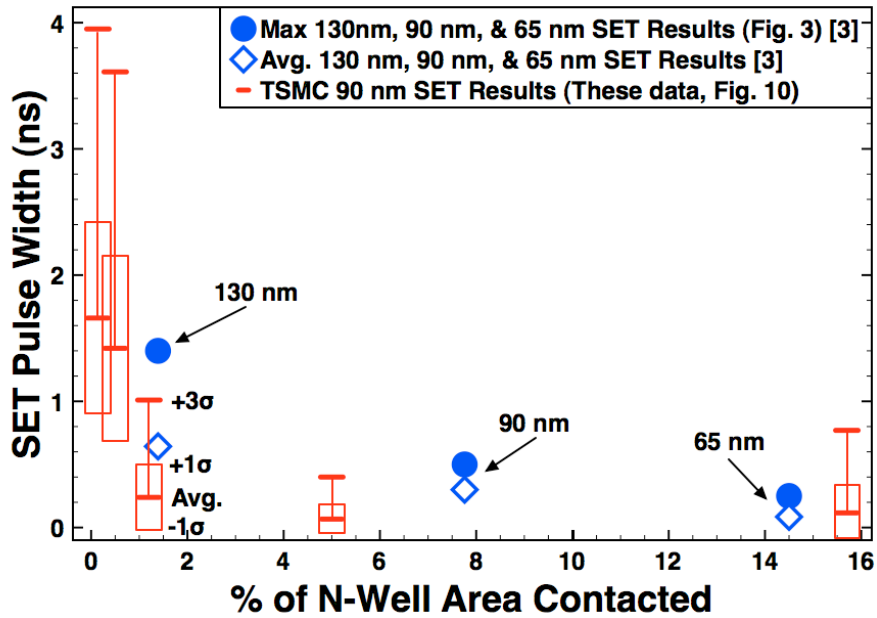 Max 130nm, 90 nm, & 65 nm SET Results (Fig. 3) [3]
Avg. 130 nm, 90 nm, & 65 nm SET Results [3]
TSMC 90 nm SET Results (These data, Fig. 10)
SET Pulse Width (ns)
4
3
2
1
0
130 nm
+3σ
+1σ
Avg.
-1σ
90 nm
65 nm
0 2 4 6 8 10 12 14 16
% of N-Well Area Contacted